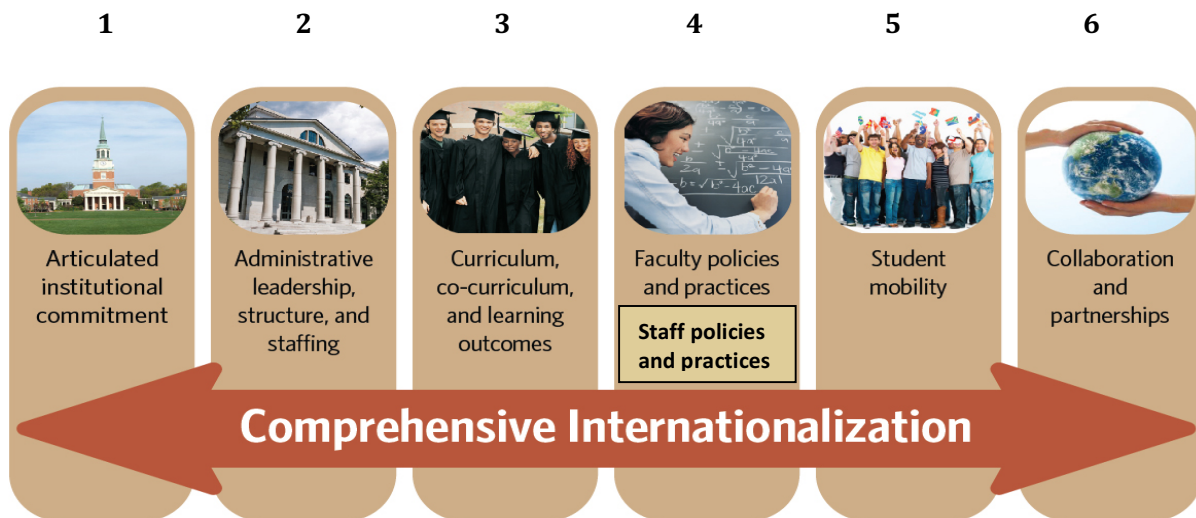 1
2
3
4
5
6
Articulated
institutional
commitment
Administrative
leadership,
structure, and
staffing
Curriculum,
co-curriculum,
and learning
outcomes
Faculty policies
and practices
Staff policies
and practices
Student
mobility
Collaboration
and
partnerships
Comprehensive Internationalization